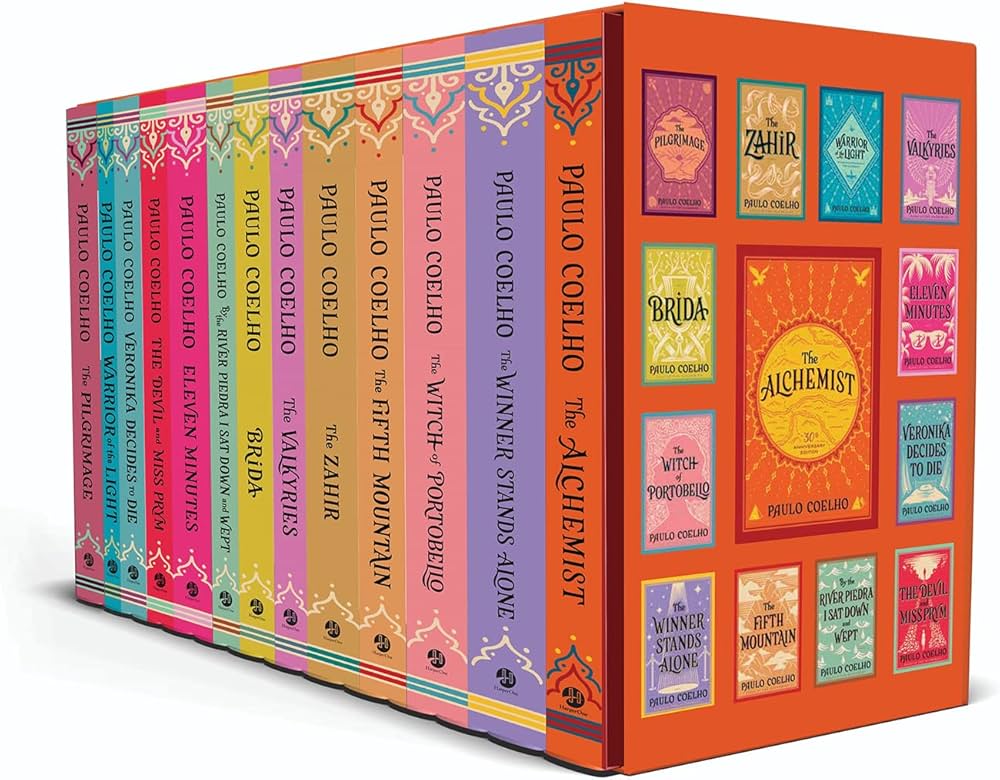 PAULO COELHO The PILGRIMAGE
PAULO COELHO WARRIOR of the LIGHT
PAULO COELHO VERONIKA DECIDES TO DIE
PAULO COELHO THE DEVIL and MISS PRYM
PAULO COELHO ELEVEN MINUTES
PAULO COELHO By the RIVER PIEDRA I SAT DOWN and WEPT
PAULO COELHO BRIDA
PAULO COELHO The VALKYRIES
PAULO COELHO The ZAHIR
PAULO COELHO The FIFTH MOUNTAIN
PAULO COELHO The WITCH of PORTOBELLO
HarperOne
PAULO COELHO The WINNER STANDS ALONE
HarperOne
PAULO COELHO The ALCHEMIST
HarperOne
The
PILGRIMAGE
PAULO COELHO
The
ZAHIR
PAULO COELHO
WARRIOR
of the LIGHT
PAULO COELHO
The
VALKYRIES
PAULO COELHO
BRIDA
PAULO COELHO
The
ALCHEMIST
30th
ANNIVERSARY
EDITION
PAULO COELHO
ELEVEN
MINUTES
PAULO COELHO
The
WITCH of
PORTOBELLO
PAULO COELHO
VERONIKA
DECIDES
TO DIE
PAULO COELHO
The
WINNER
STANDS
ALONE
PAULO COELHO
The
FIFTH
MOUNTAIN
PAULO COELHO
By the
RIVER PIEDRA
I SAT DOWN
and
WEPT
PAULO COELHO
THE DEVIL
and
MISS PRYM
PAULO COELHO